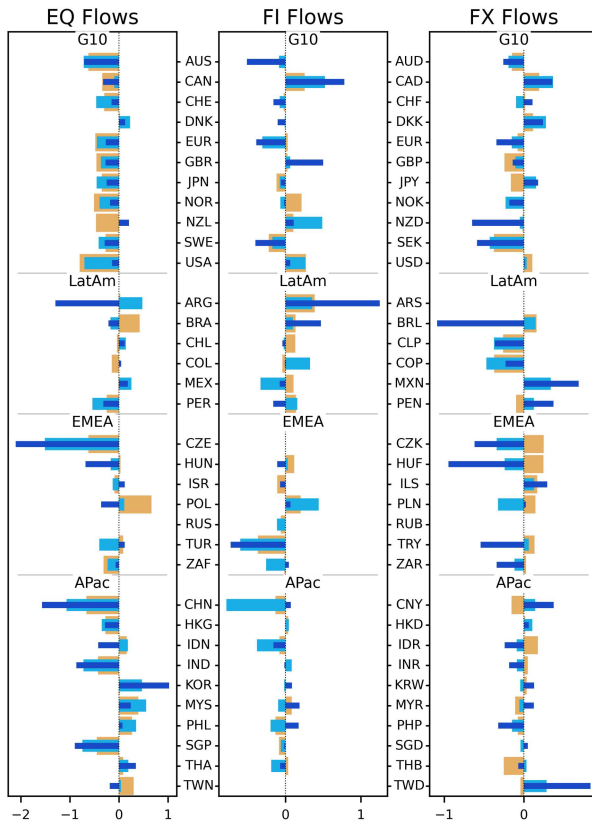 EQ Flows FI Flows FX Flows
G10 G10 G10
AUS AUD
CAN CAD
CHE CHF
DNK DKK
EUR EUR
GBR GBP
JPN JPY
NOR NOK
NZL NZD
SWE SEK
USA USD
LatAm LatAm LatAm
ARG ARS
BRA BRL
CHL CLP
COL COP
MEX MXN
PER PEN
EMEA EMEA EMEA
CZE CZK
HUN HUF
ISR ILS
POL PLN
RUS RUB
TUR TRY
ZAF ZAR
APac APac APac
CHN CNY
HKG HKD
IDN IDR
IND INR
KOR KRW
MYS MYR
PHL PHP
SGP SGD
THA THB
TWN TWD
−2 −1 0 1 0 1 −1 0